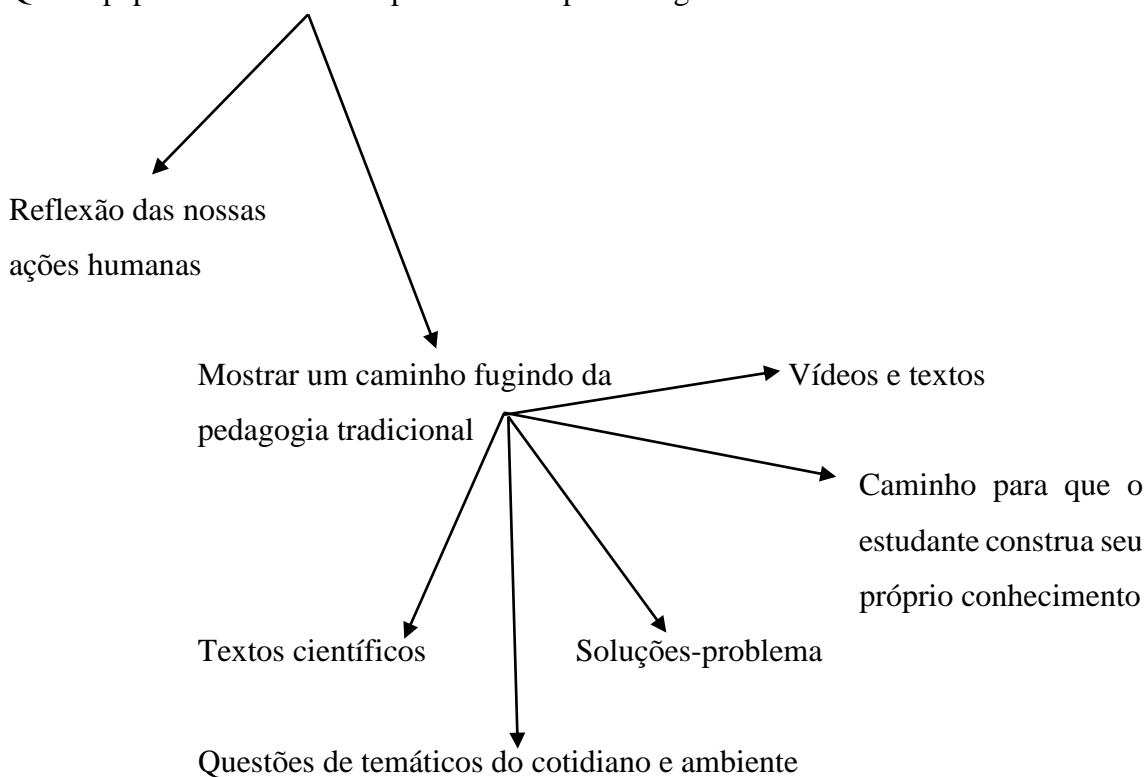 Reflexão das nossas
ações humanas
Mostrar um caminho fugindo da
pedagogia tradicional
Vídeos e textos
Caminho para que o
estudante construa seu
próprio conhecimento
Textos científicos
Soluções-problema
Questões de temáticos do cotidiano e ambiente